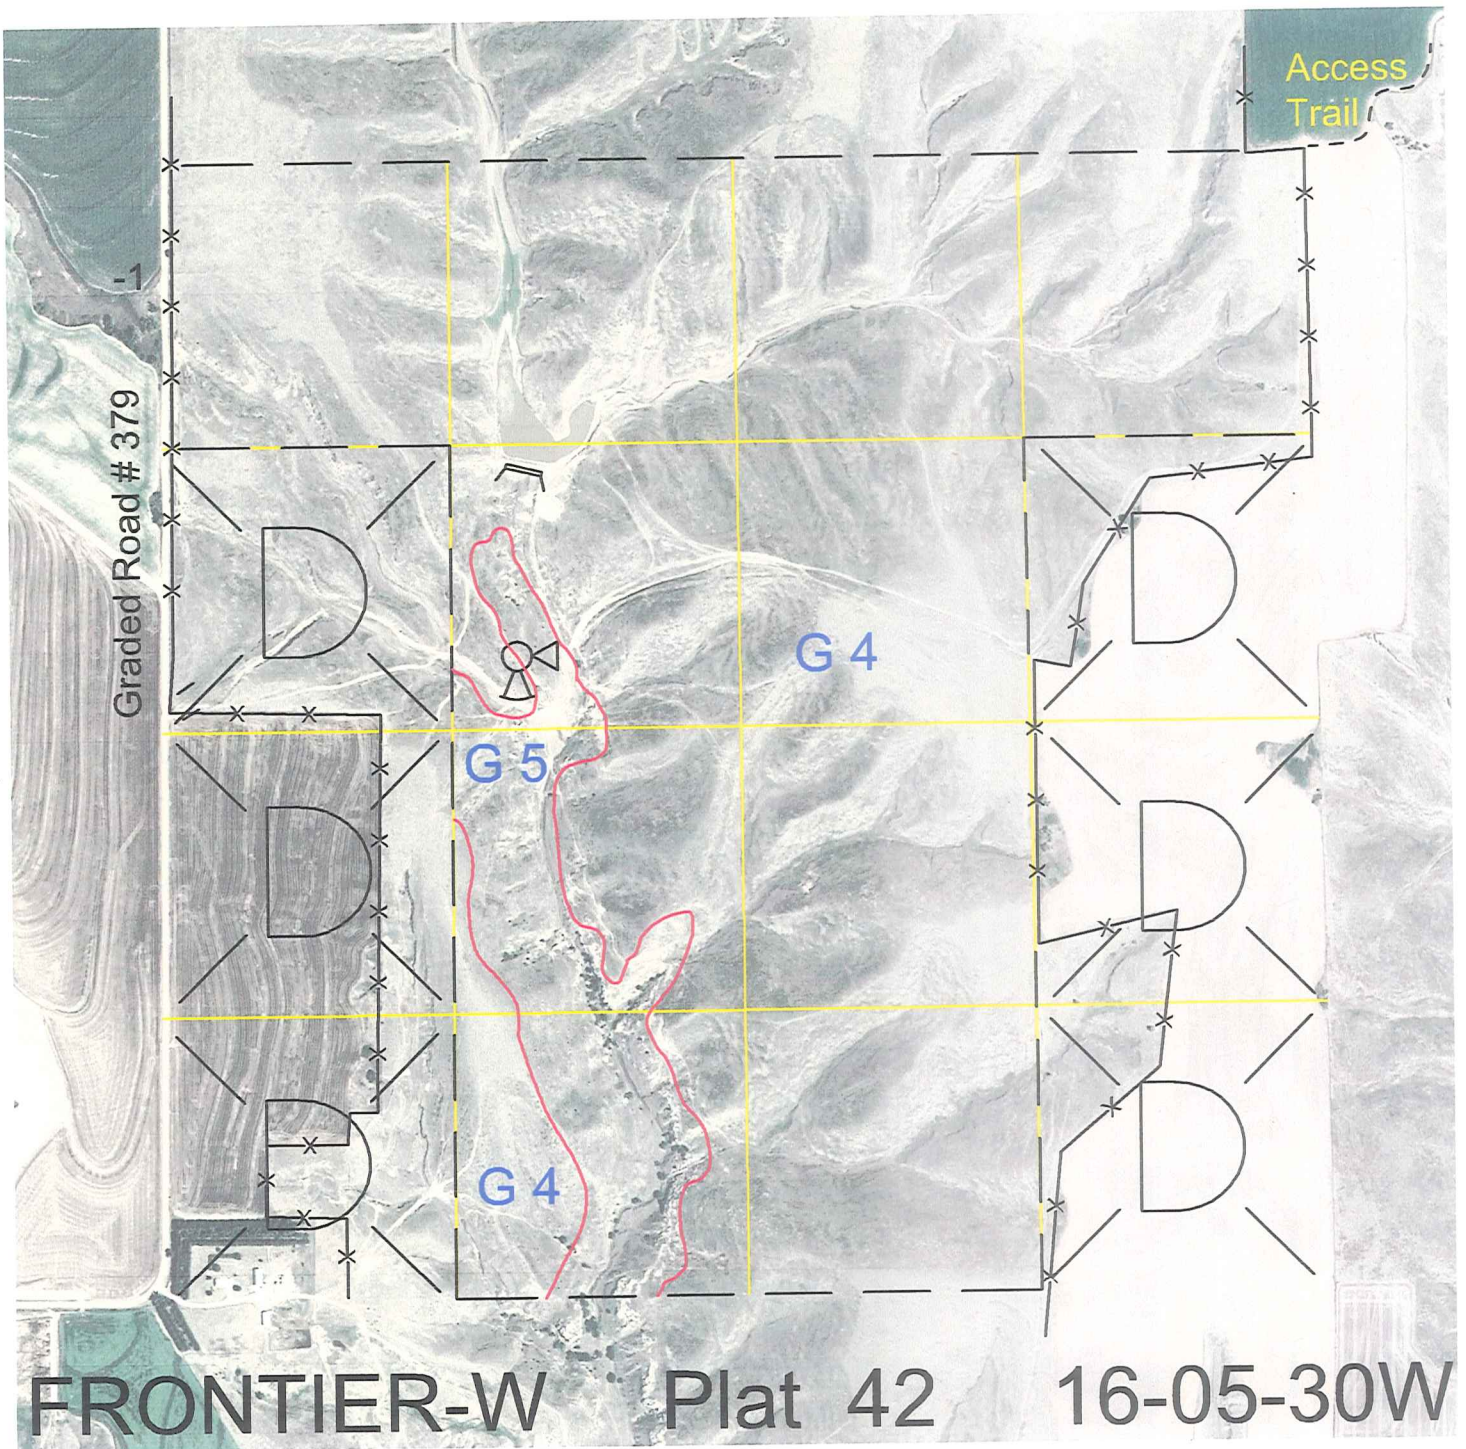 Access
Trail
-1
Graded Road # 379
G 4
G 5
G 4
D
D
D
D
D
D
FRONTIER-W Plat 42 16-05-30W